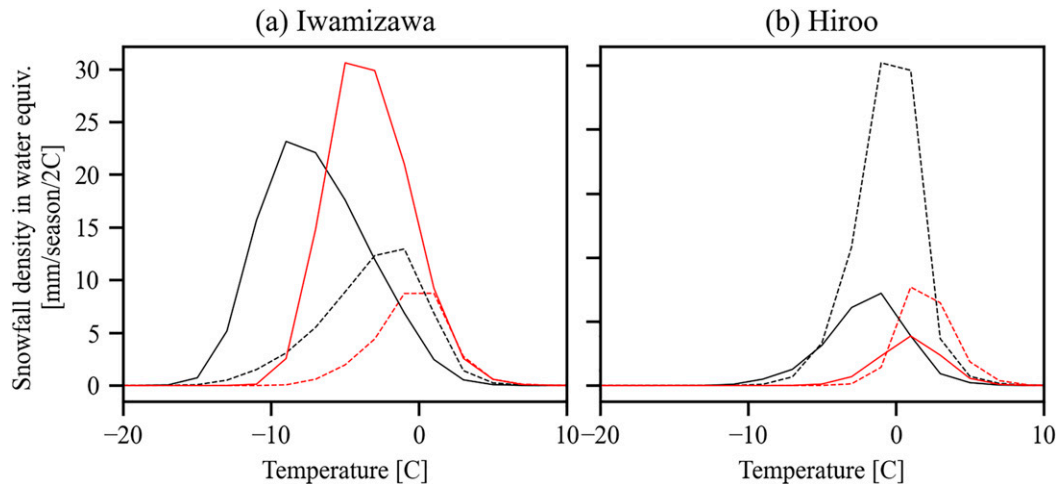 (a) Iwamizawa
(b) Hiroo
Snowfall density in water equiv.
[mm/season/2C]
30
25
20
15
10
5
0
−20
−10
0
10
−20
−10
0
10
Temperature [C]
Temperature [C]